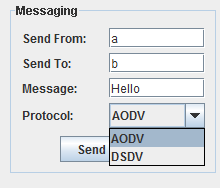 Messaging
Send From: a
Send To: b
Message: Hello
Protocol: AODV
AODV
DSDV
Send